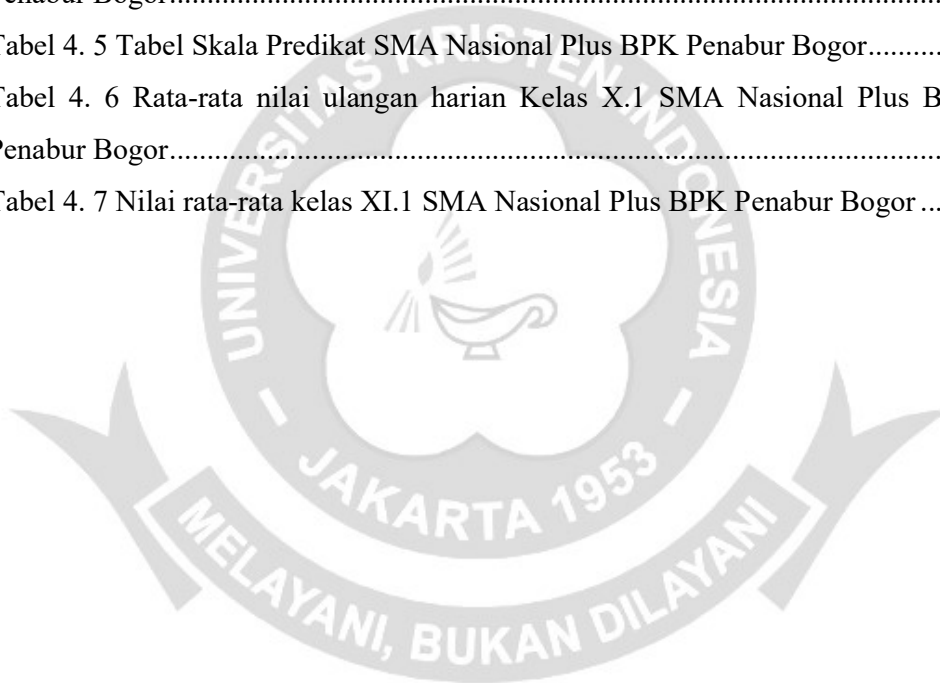 Penabur Bogor
Tabel 4. 5 Tabel Skala Predikat SMA Nasional Plus BPK Penabur Bogor
Tabel 4. 6 Rata-rata nilai ulangan harian Kelas X.1 SMA Nasional Plus B
Penabur Bogor
Tabel 4. 7 Nilai rata-rata kelas XI.1 SMA Nasional Plus BPK Penabur Bogor
UNIVERSITAS KRISTEN INDONESIA
JAKARTA 1953
MELAYANI, BUKAN DILAYANI